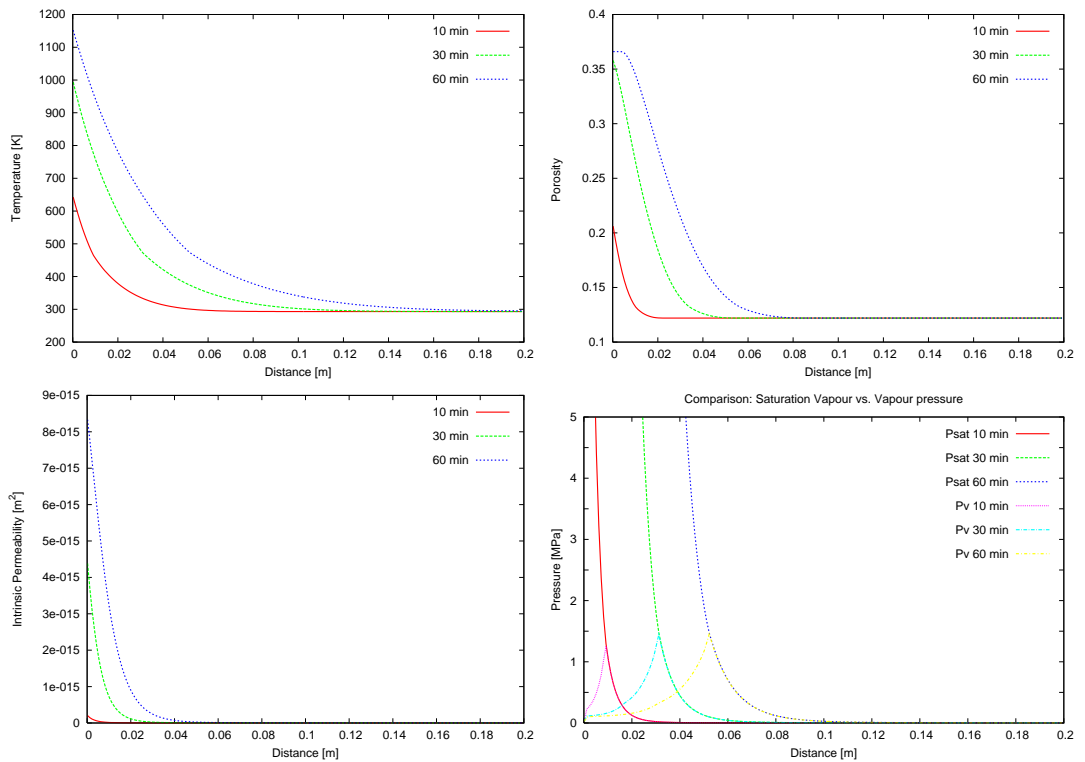 1200
1100
1000
900
800
700
600
500
400
300
200
Temperature [K]
0
0.02
0.04
0.06
0.08
0.1
0.12
0.14
0.16
0.18
0.2
Distance [m]
10 min
30 min
60 min
0.4
0.35
0.3
0.25
0.2
0.15
0.1
Porosity
0
0.02
0.04
0.06
0.08
0.1
0.12
0.14
0.16
0.18
0.2
Distance [m]
10 min
30 min
60 min
9e-015
8e-015
7e-015
6e-015
5e-015
4e-015
3e-015
2e-015
1e-015
0
Intrinsic Permeability [m²]
0
0.02
0.04
0.06
0.08
0.1
0.12
0.14
0.16
0.18
0.2
Distance [m]
10 min
30 min
60 min
Comparison: Saturation Vapour vs. Vapour pressure
5
4
3
2
1
0
Pressure [MPa]
0
0.02
0.04
0.06
0.08
0.1
0.12
0.14
0.16
0.18
0.2
Distance [m]
Psat 10 min
Psat 30 min
Psat 60 min
Pv 10 min
Pv 30 min
Pv 60 min